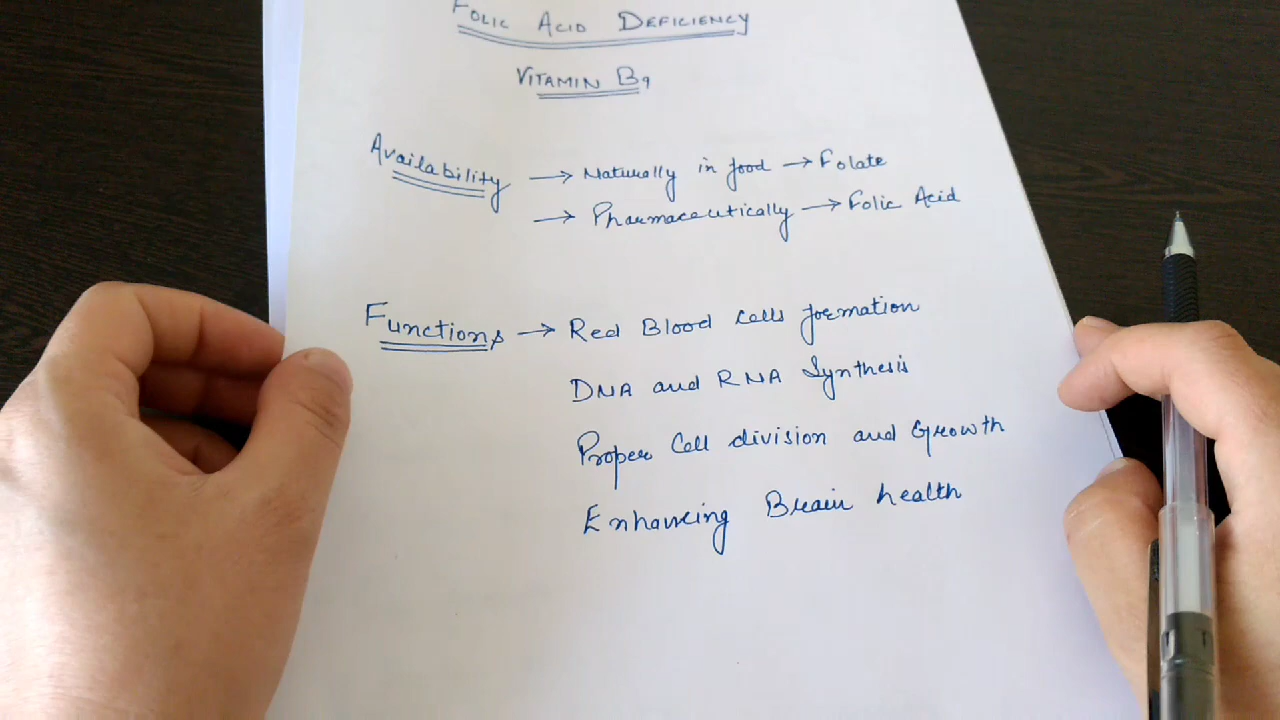 FOLIC ACID DEFICIENCY
VITAMIN B9
Availability → Naturally in food → Folate
→ Pharmaceutically → Folic Acid
Functions → Red Blood Cells formation
DNA and RNA Synthesis
Proper Cell division and Growth
Enhancing Brain health